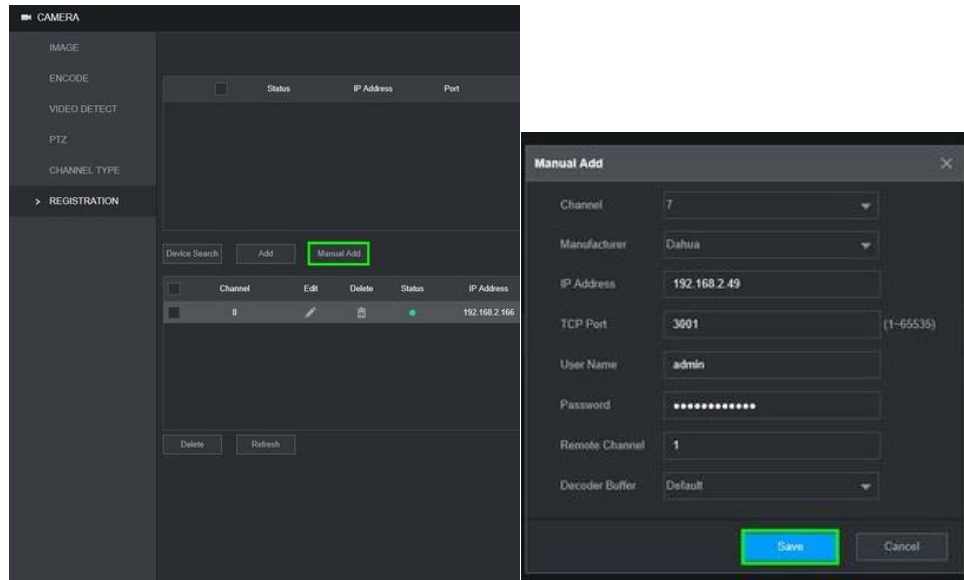 CAMERA
IMAGE
ENCODE
VIDEO DETECT
PTZ
CHANNEL TYPE
> REGISTRATION
Status IP Address Port
Device Search Add Manual Add
Channel Edit Delete Status IP Address
8 192.168.2.166
Delete Refresh
Manual Add
Channel 7
Manufacturer Dahua
IP Address 192.168.2.49
TCP Port 3001 (1~65535)
User Name admin
Password ●●●●●●●●●●●●
Remote Channel 1
Decoder Buffer Default
Save Cancel